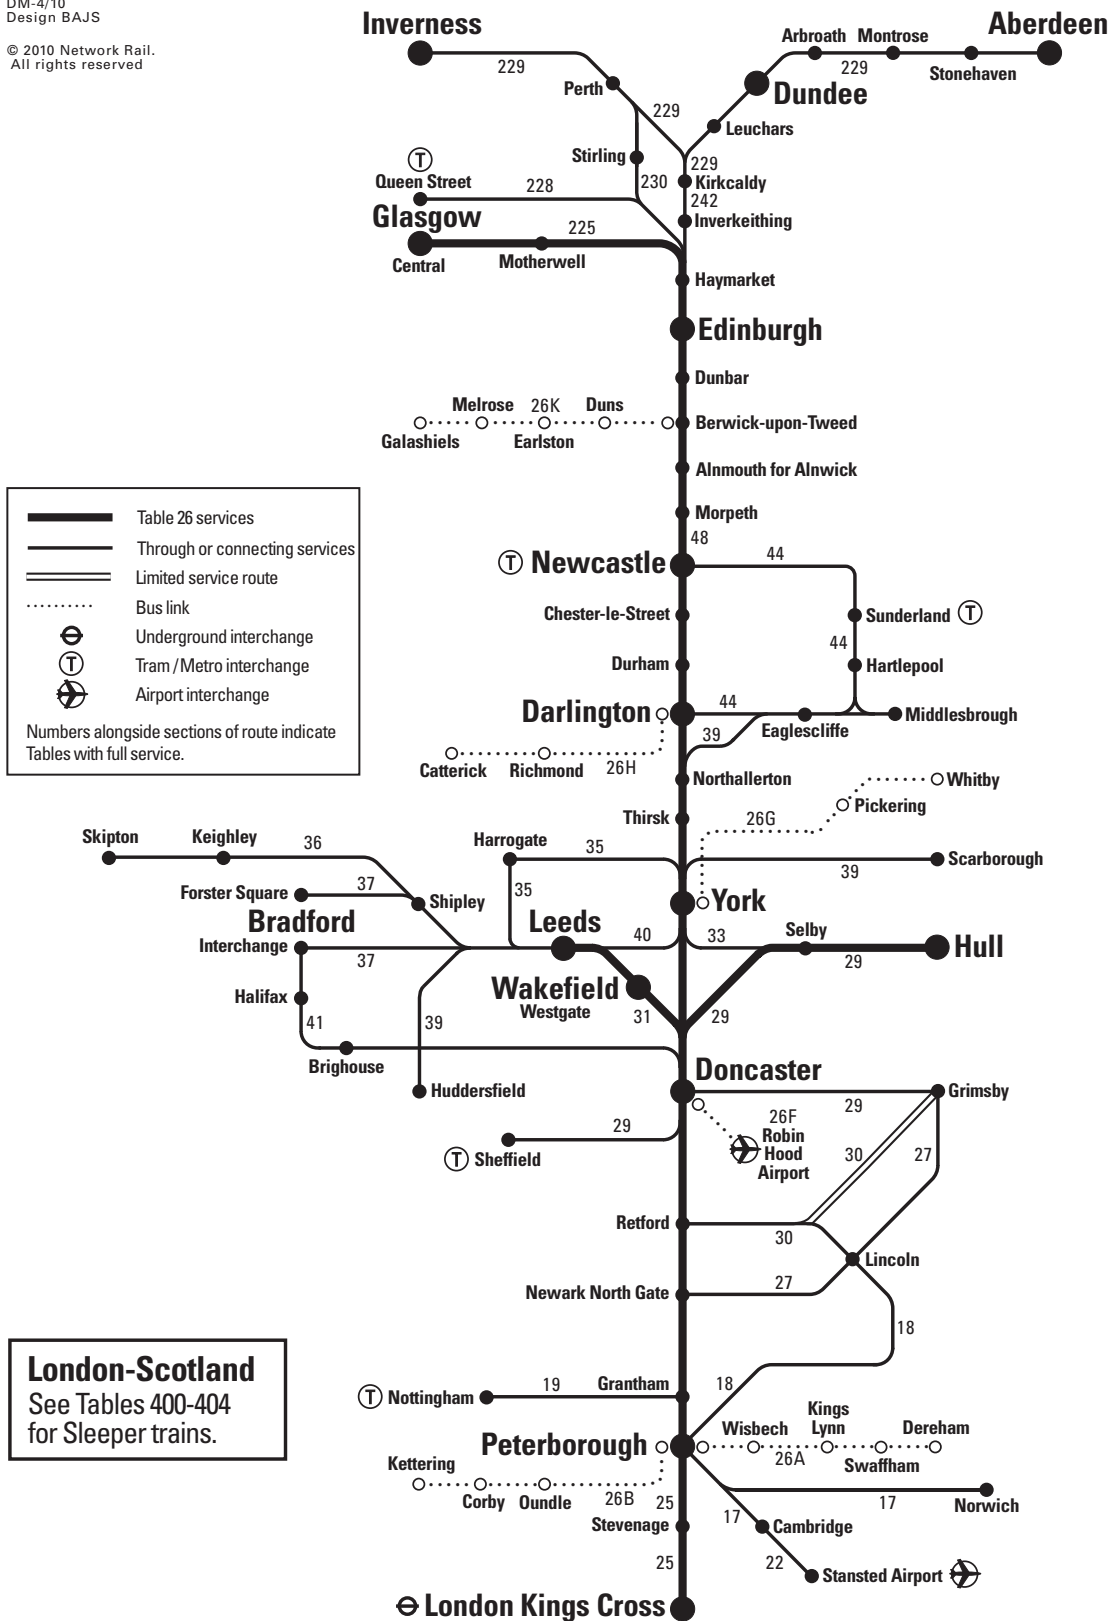 DM-4/10
Design BAJS
© 2010 Network Rail.
All rights reserved
Inverness
Aberdeen
Arbroath
Montrose
229
229
Stonehaven
Perth
Dundee
229
Leuchars
Stirling
229
T
Queen Street
228
230
Kirkcaldy
242
Glasgow
225
Inverkeithing
Central
Motherwell
Haymarket
Edinburgh
Dunbar
Melrose
26K
Duns
Berwick-upon-Tweed
Galashiels
Earlston
Alnmouth for Alnwick
Morpeth
Table 26 services
Through or connecting services
Limited service route
Bus link
Underground interchange
T
Tram / Metro interchange
Airport interchange
Numbers alongside sections of route indicate
Tables with full service.
48
T
Newcastle
44
Chester-le-Street
Sunderland
T
44
Durham
Hartlepool
Darlington
44
Middlesbrough
Eaglescliffe
39
Catterick
Richmond
26H
Northallerton
Whitby
Pickering
Thirsk
26G
Skipton
Keighley
36
Harrogate
35
Scarborough
39
35
Forster Square
37
Shipley
York
Bradford
Leeds
Selby
Interchange
37
40
33
Hull
29
Wakefield
Westgate
Halifax
31
29
41
39
Brighouse
Doncaster
Huddersfield
Grimsby
29
29
26F
Robin
Hood
Airport
T
Sheffield
30
27
Retford
30
Lincoln
Newark North Gate
27
18
London-Scotland
See Tables 400-404
for Sleeper trains.
T
Nottingham
19
Grantham
18
Peterborough
Wisbech
Kings
Lynn
Dereham
26A
Swaffham
Kettering
Corby
Oundle
26B
25
17
Norwich
Stevenage
17
Cambridge
25
22
Stansted Airport
London Kings Cross